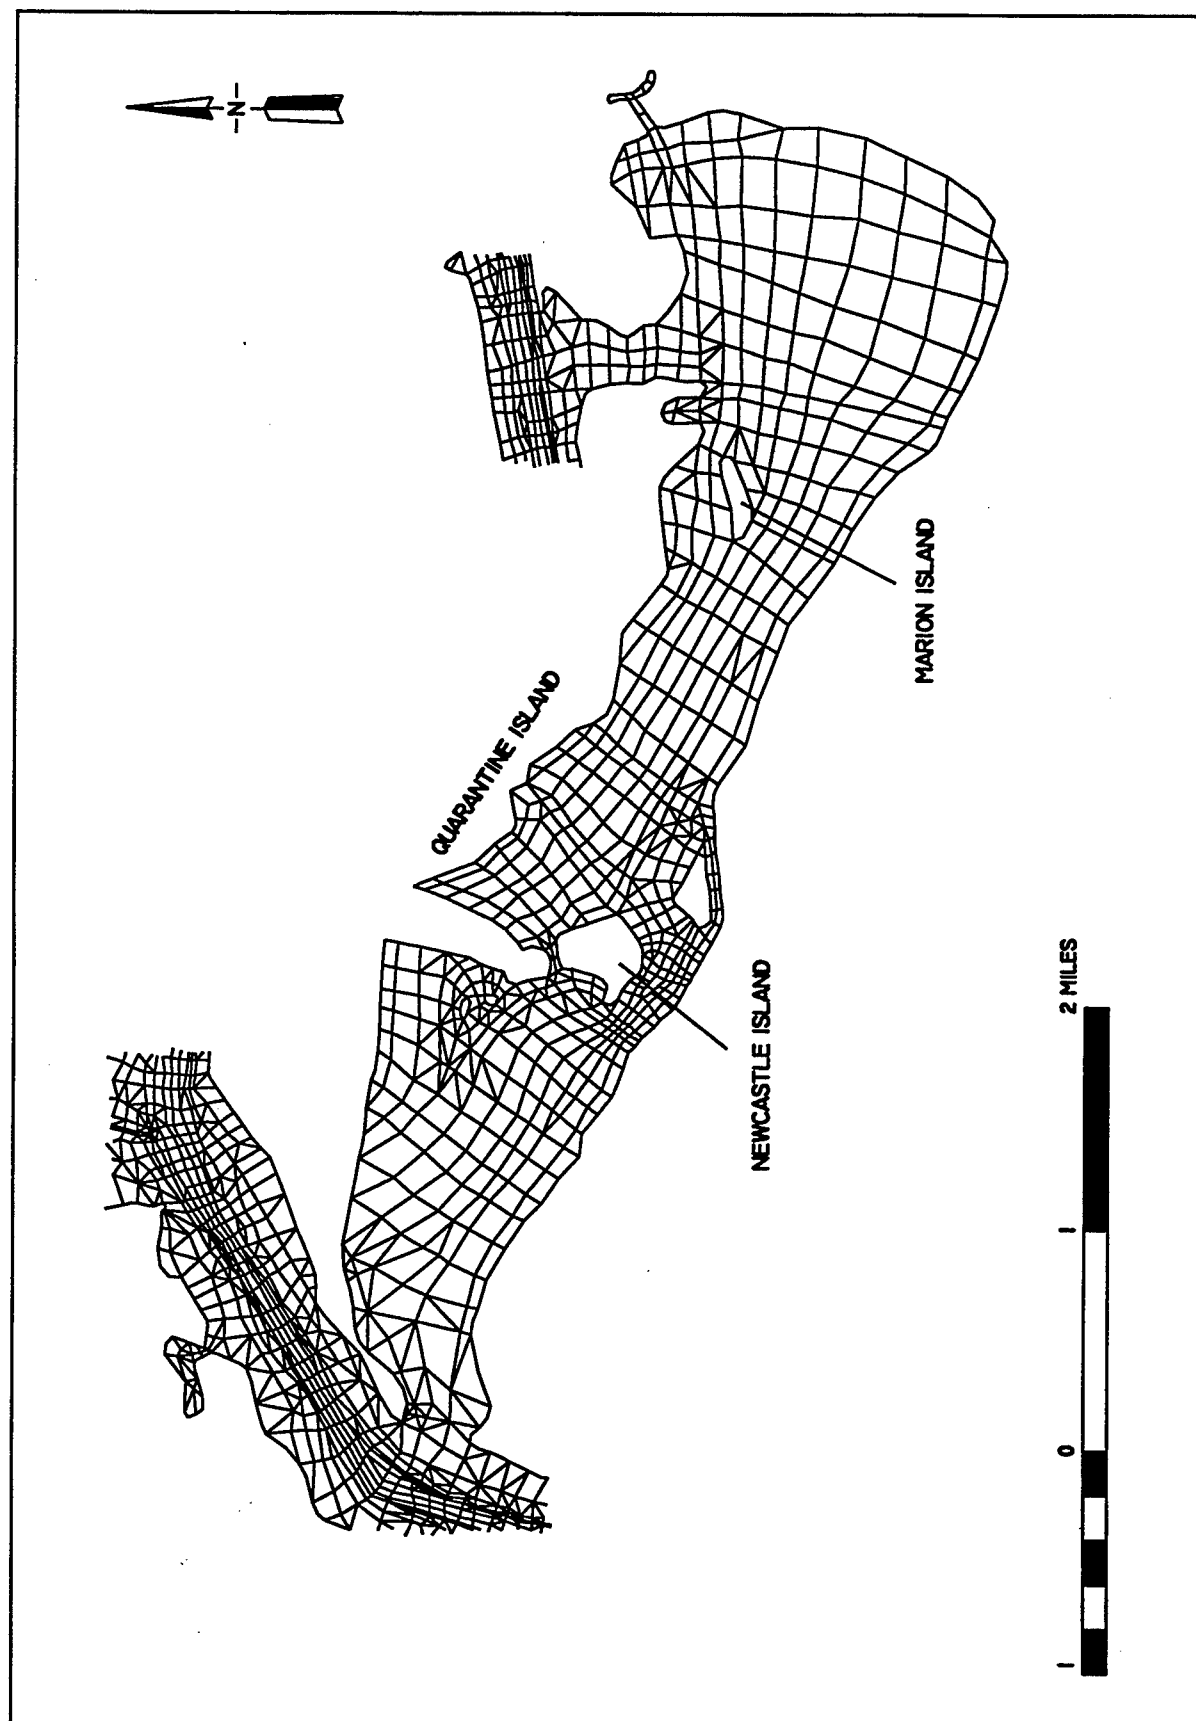 -N-
QUARANTINE ISLAND
MARION ISLAND
NEWCASTLE ISLAND
1 0 1 2 MILES